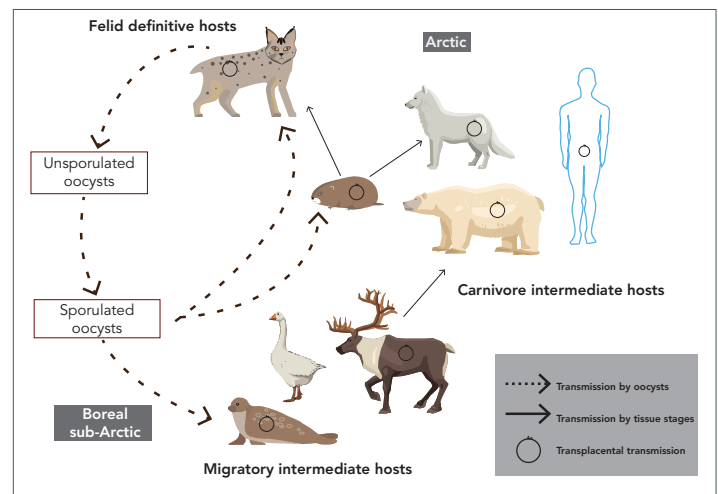 Felid definitive hosts
Arctic
Unsporulated
oocysts
Sporulated
oocysts
Carnivore intermediate hosts
Boreal
sub-Arctic
Migratory intermediate hosts
Transmission by oocysts
Transmission by tissue stages
Transplacental transmission